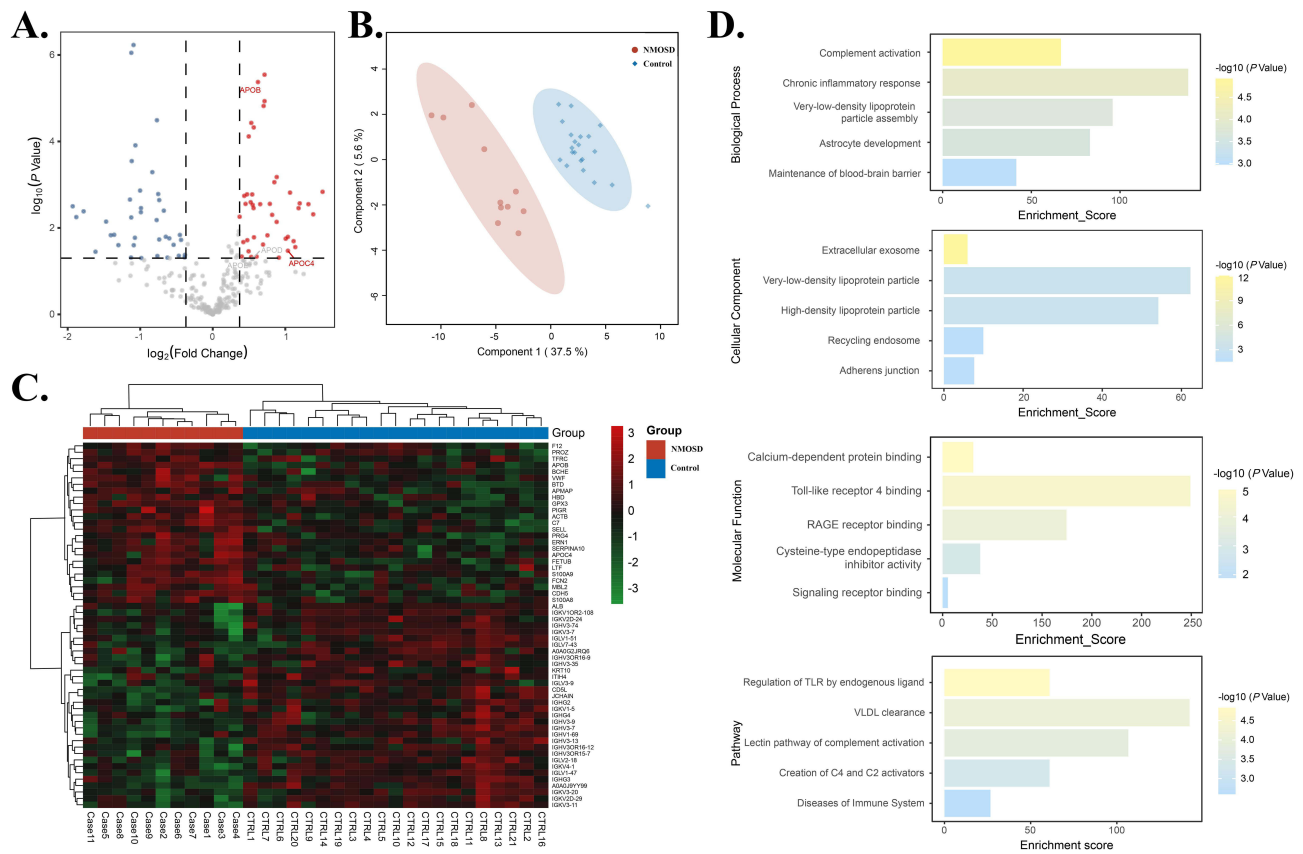 A.
6
4
2
0
-2
-1
0
1
log10(P Value)
log2(Fold Change)
APOB
APOD
APOE
APOC4
B.
NMOSD
Control
4
2
0
-2
-4
-6
-10
-5
0
5
10
Component 2 ( 5.6 %)
Component 1 ( 37.5 %)
C.
Group
3
2
1
0
-1
-2
-3
Group
NMOSD
Control
F12
PROZ
TFRC
APOB
BCHE
VWF
BTD
APMAP
HBD
GPX3
PIGR
ACTB
C7
SELL
PRG4
ERN1
SERPINA10
APOC4
FETUB
LTF
S100A9
FCN2
MBL2
CDH5
S100A8
ALB
IGKV1OR2-108
IGKV2D-24
IGHV3-74
IGKV3-7
IGLV1-51
IGLV7-43
A0A0G2JRQ6
IGHV3OR16-9
IGHV3-35
KRT10
ITIH4
IGLV3-9
CD5L
JCHAIN
IGHG2
IGKV1-5
IGHG4
IGHV3-9
IGHV3-7
IGHV1-69
IGHV3-13
IGHV3OR16-12
IGHV3OR15-7
IGLV2-18
IGKV4-1
IGLV1-47
IGHG3
A0A0J9YY99
IGKV3-20
IGKV2D-29
IGKV3-11
Case11
Case5
Case8
Case10
Case9
Case2
Case6
Case7
Case1
Case3
Case4
CTRL1
CTRL7
CTRL6
CTRL20
CTRL9
CTRL14
CTRL19
CTRL3
CTRL4
CTRL5
CTRL10
CTRL12
CTRL17
CTRL15
CTRL18
CTRL11
CTRL8
CTRL13
CTRL21
CTRL2
CTRL16
D.
Biological Process
Complement activation
Chronic inflammatory response
Very-low-density lipoprotein
particle assembly
Astrocyte development
Maintenance of blood-brain barrier
0
50
100
Enrichment_Score
-log10 (P Value)
4.5
4.0
3.5
3.0
Cellular Component
Extracellular exosome
Very-low-density lipoprotein particle
High-density lipoprotein particle
Recycling endosome
Adherens junction
0
20
40
60
Enrichment_Score
-log10 (P Value)
12
9
6
3
Molecular Function
Calcium-dependent protein binding
Toll-like receptor 4 binding
RAGE receptor binding
Cysteine-type endopeptidase
inhibitor activity
Signaling receptor binding
0
50
100
150
200
250
Enrichment_Score
-log10 (P Value)
5
4
3
2
Pathway
Regulation of TLR by endogenous ligand
VLDL clearance
Lectin pathway of complement activation
Creation of C4 and C2 activators
Diseases of Immune System
0
50
100
Enrichment score
-log10 (P Value)
4.5
4.0
3.5
3.0